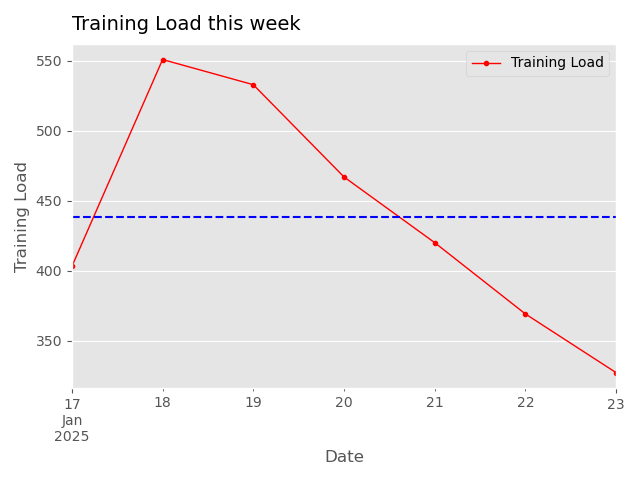 Training Load this week
Training Load
550
500
450
400
350
Training Load
17 18 19 20 21 22 23
Jan
2025
Date